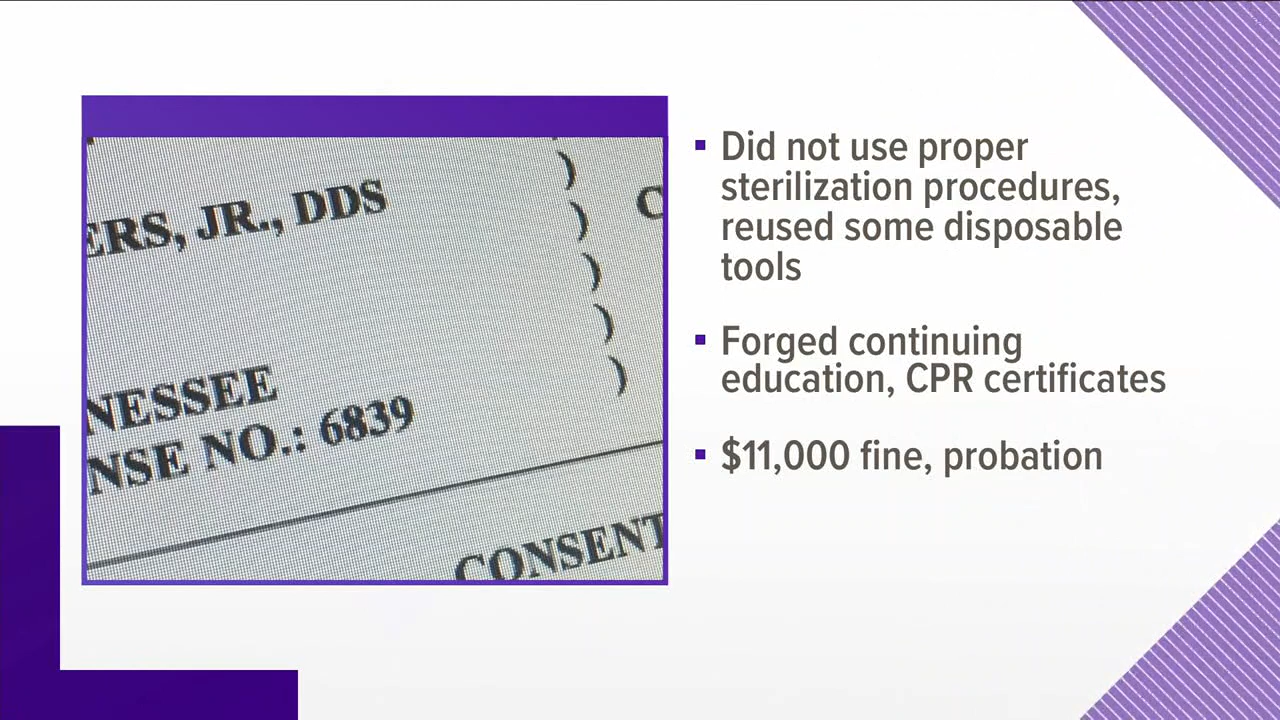 ERS, JR., DDS
)
)
)
)
)
C
NESSEE
NSE NO.: 6839
CONSENT
Did not use proper
sterilization procedures,
reused some disposable
tools
Forged continuing
education, CPR certificates
$11,000 fine, probation